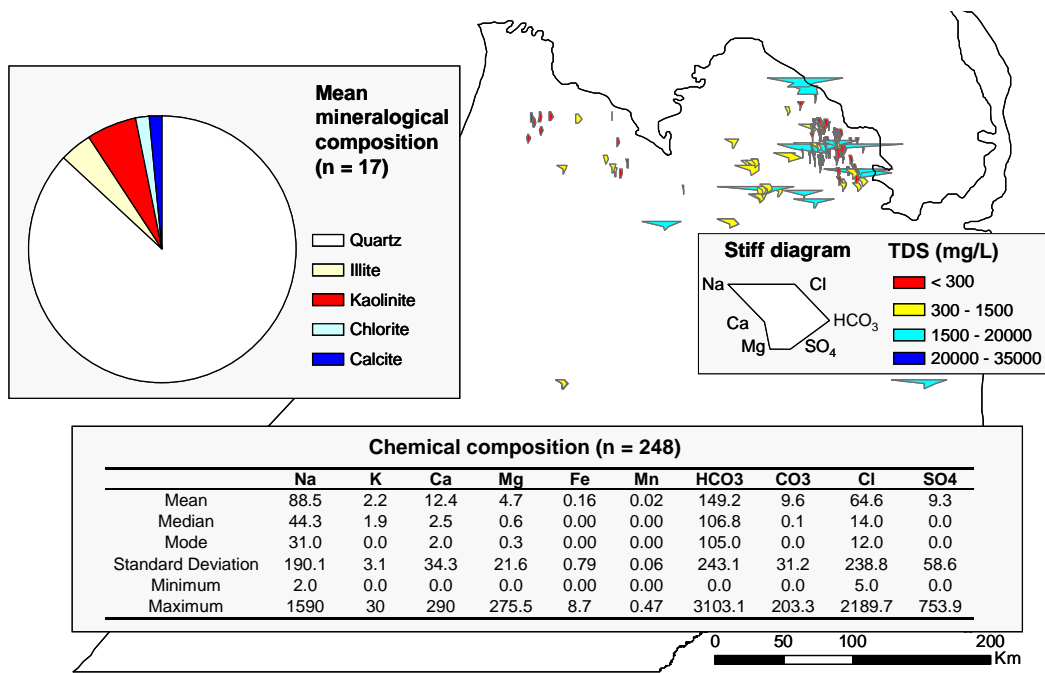 Mean
mineralogical
composition
(n = 17)
Quartz
Illite
Kaolinite
Chlorite
Calcite
Stiff diagram
Na
Cl
Ca
HCO3
Mg
SO4
TDS (mg/L)
< 300
300 - 1500
1500 - 20000
20000 - 35000
Chemical composition (n = 248)
Na K Ca Mg Fe Mn HCO3 CO3 Cl SO4
Mean 88.5 2.2 12.4 4.7 0.16 0.02 149.2 9.6 64.6 9.3
Median 44.3 1.9 2.5 0.6 0.00 0.00 106.8 0.1 14.0 0.0
Mode 31.0 0.0 2.0 0.3 0.00 0.00 105.0 0.0 12.0 0.0
Standard Deviation 190.1 3.1 34.3 21.6 0.79 0.06 243.1 31.2 238.8 58.6
Minimum 2.0 0.0 0.0 0.0 0.00 0.00 0.0 0.0 5.0 0.0
Maximum 1590 30 290 275.5 8.7 0.47 3103.1 203.3 2189.7 753.9
0 50 100 200
Km